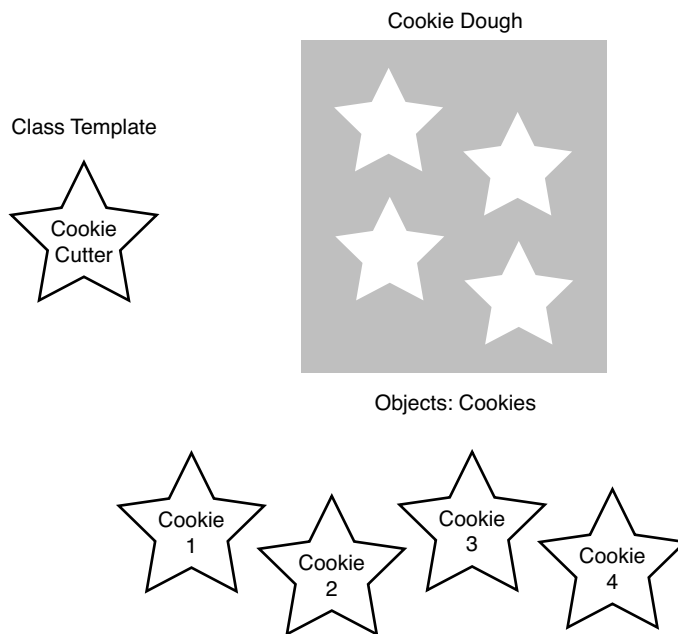 Cookie Dough
Class Template
Cookie
Cutter
Objects: Cookies
Cookie
1
Cookie
2
Cookie
3
Cookie
4